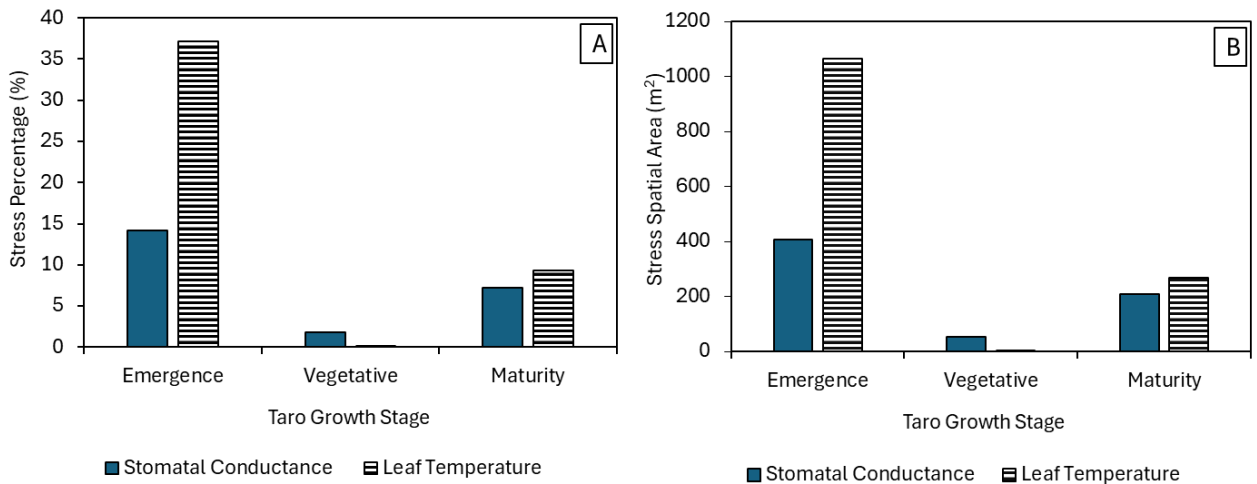 A
Stress Percentage (%)
40
35
30
25
20
15
10
5
0
Emergence Vegetative Maturity
Taro Growth Stage
Stomatal Conductance Leaf Temperature
B
Stress Spatial Area (m²)
1200
1000
800
600
400
200
0
Emergence Vegetative Maturity
Taro Growth Stage
Stomatal Conductance Leaf Temperature